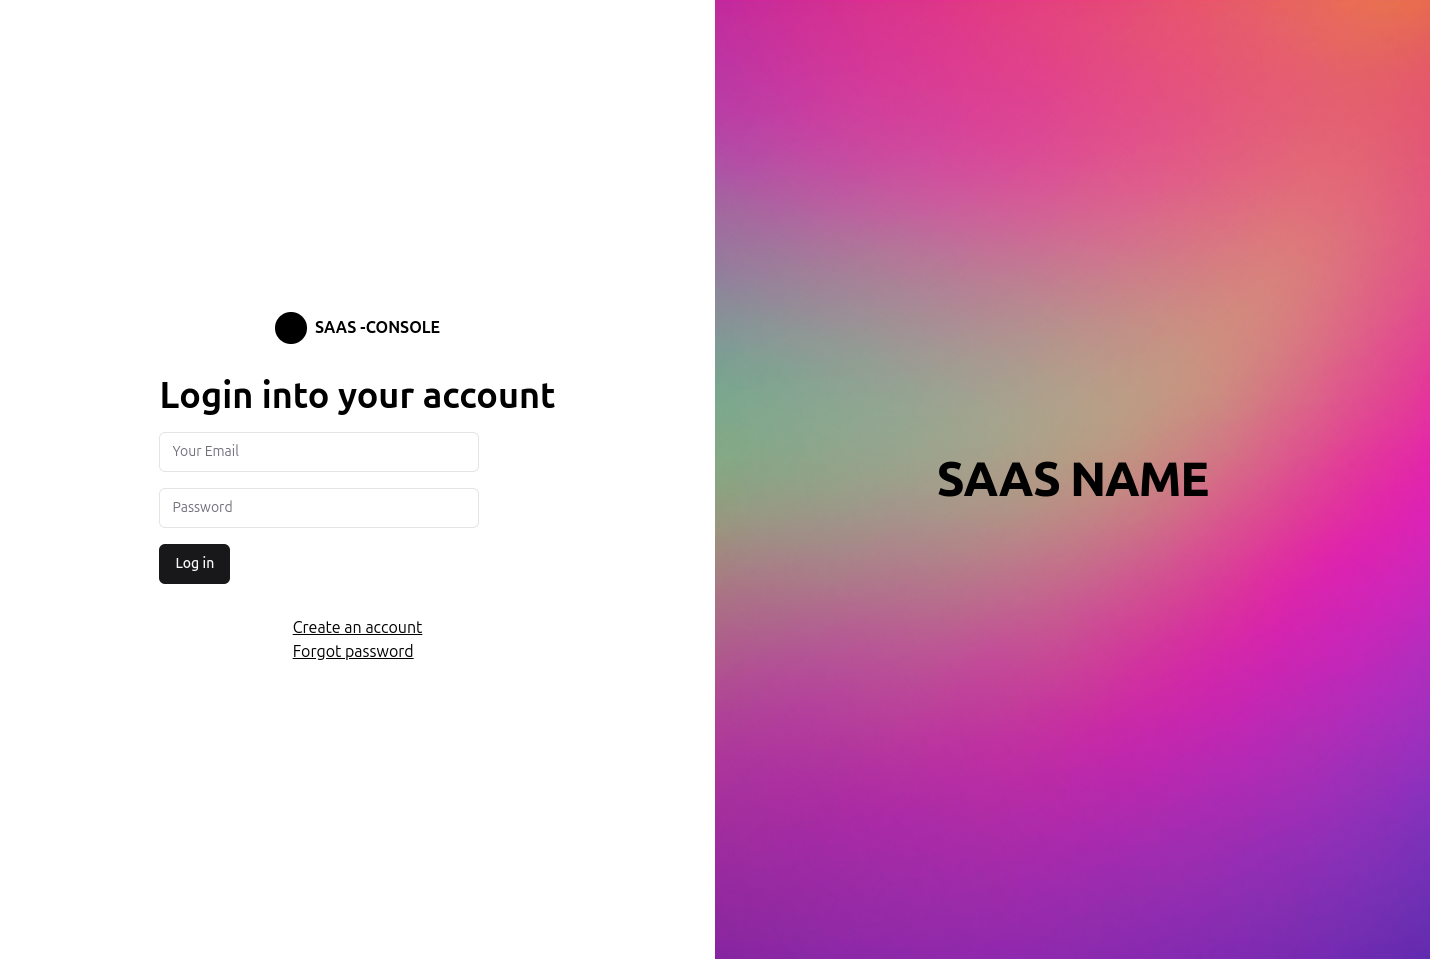 SAAS -CONSOLE
Login into your account
Your Email
Password
Log in
Create an account
Forgot password
SAAS NAME